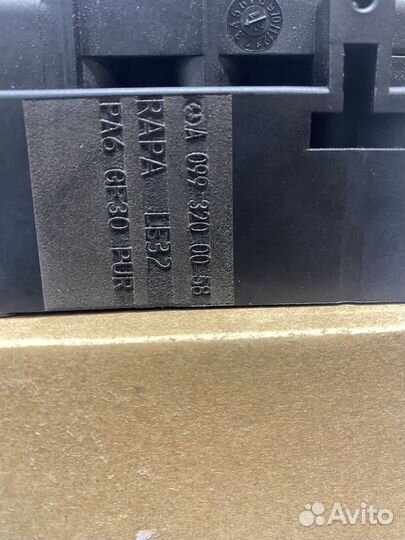 A 099 320 00 58
RAPA LE32
PA6 GF30 PUR
Avito